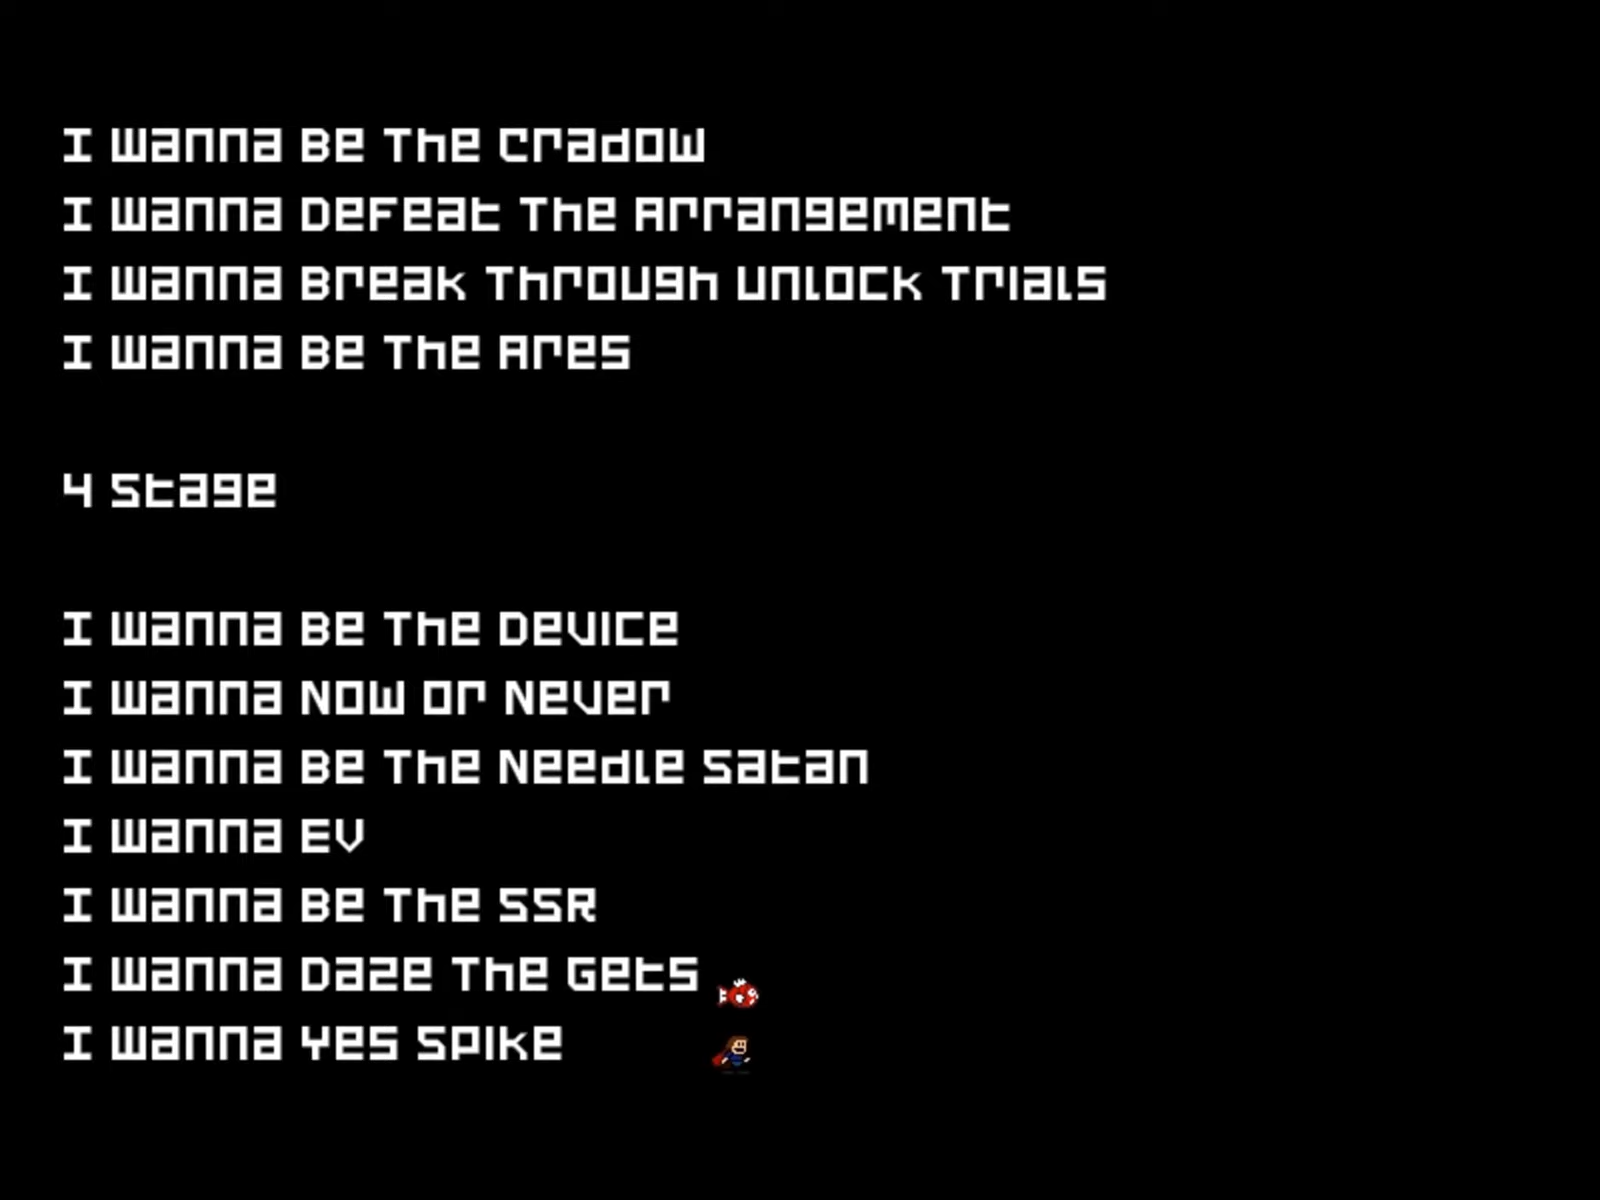 I Wanna Be The Cradow
I Wanna Defeat The Arrangement
I Wanna Break Through Unlock Trials
I Wanna Be The Ares
4 Stage
I Wanna Be The Device
I Wanna Now Or Never
I Wanna Be The Needle Satan
I Wanna EV
I Wanna Be The SSR
I Wanna Daze The Gets
I Wanna Yes Spike